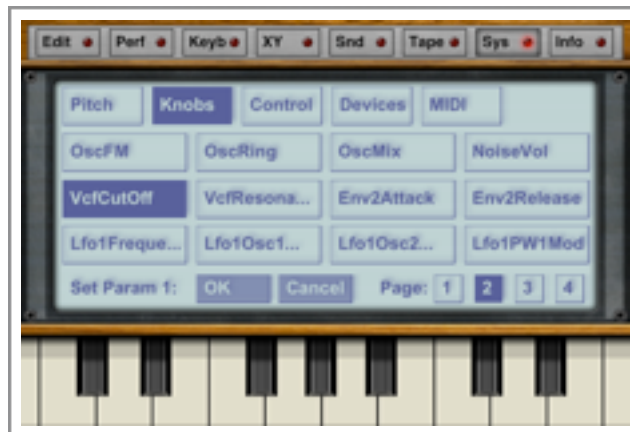 Edit Perf Keyb XY Snd Tape Sys Info
Pitch Knobs Control Devices MIDI
OscFM OscRing OscMix NoiseVol
VcfCutOff VcfResona... Env2Attack Env2Release
Lfo1Freque... Lfo1Osc1... Lfo1Osc2... Lfo1PW1Mod
Set Param 1: OK Cancel Page: 1 2 3 4